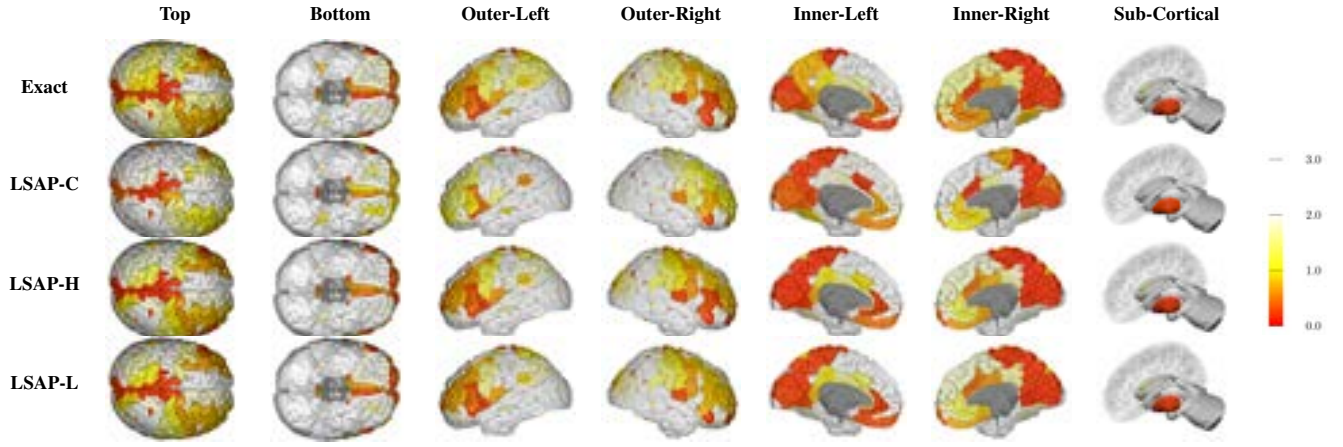 Top Bottom Outer-Left Outer-Right Inner-Left Inner-Right Sub-Cortical
Exact
LSAP-C
LSAP-H
LSAP-L
3.0
2.0
1.0
0.0